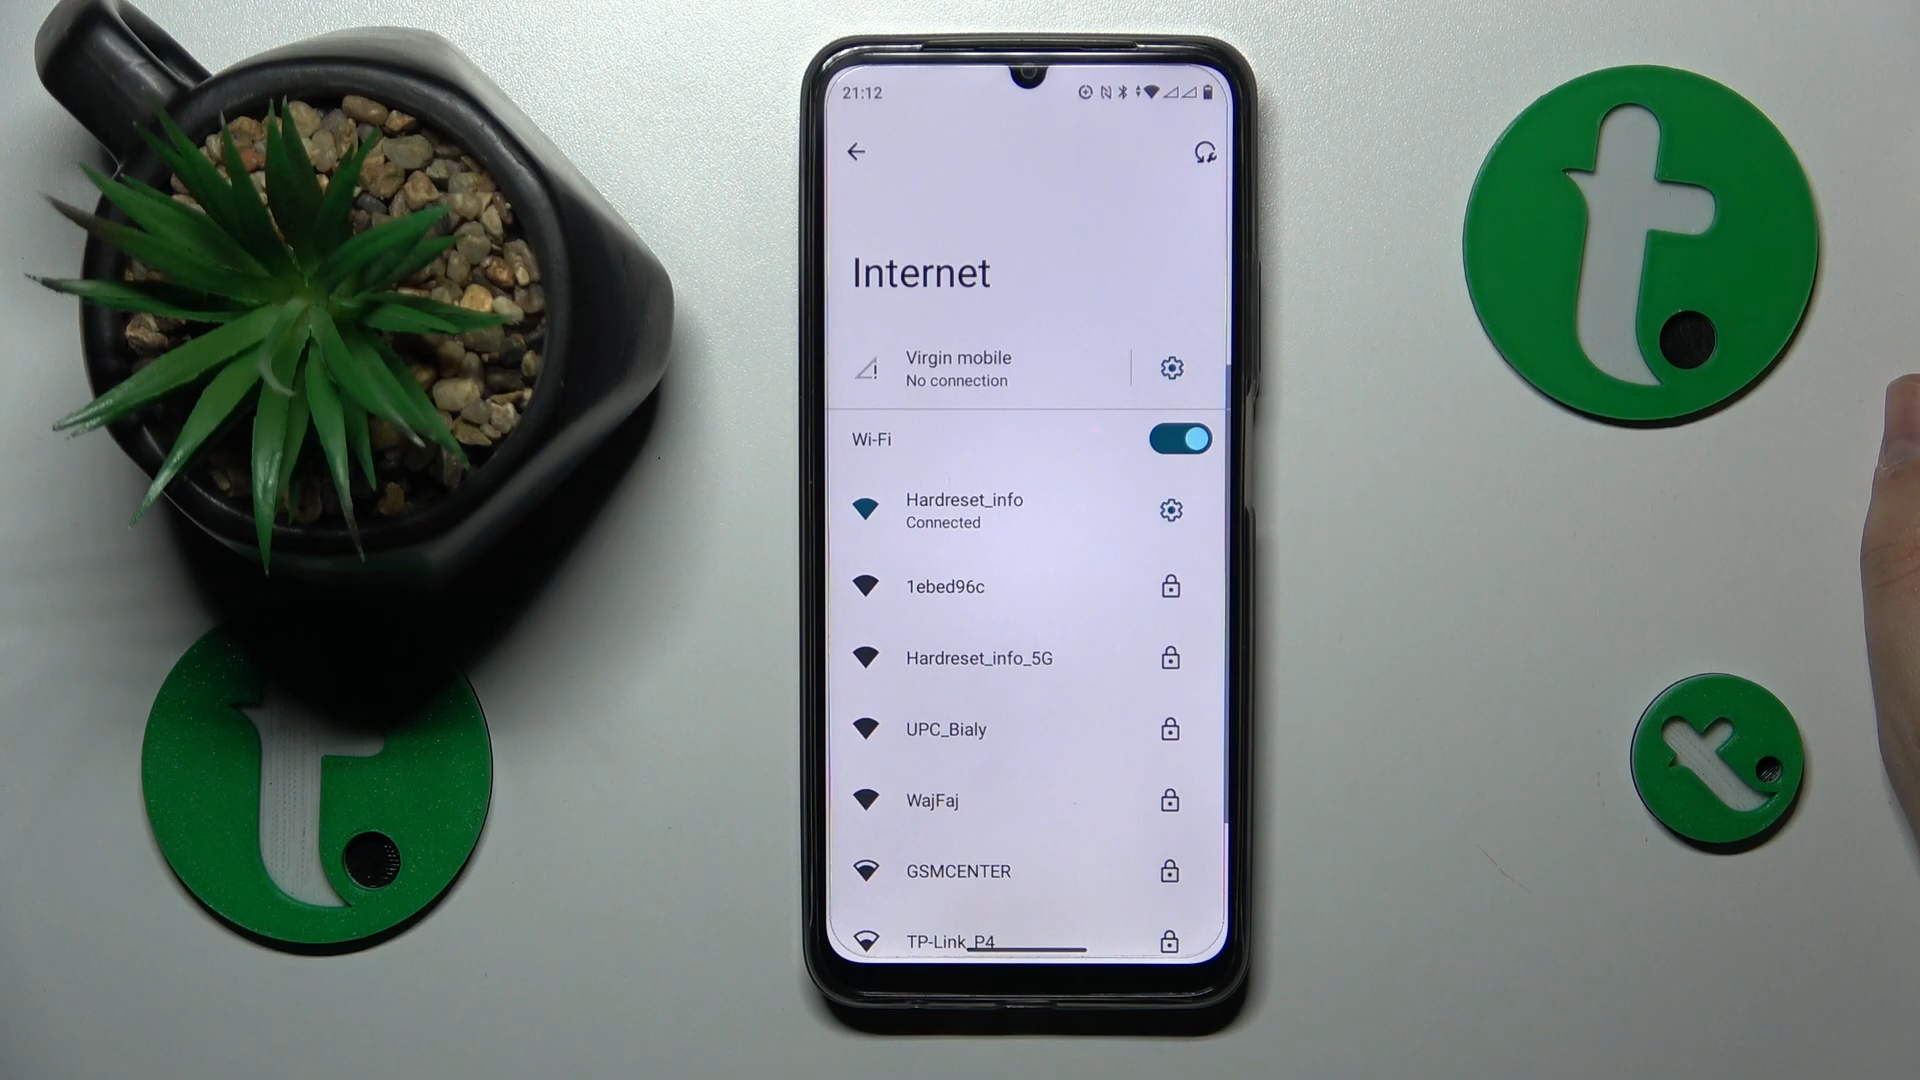 21:12
Internet
Virgin mobile
No connection
Wi-Fi
Hardreset_info
Connected
1ebed96c
Hardreset_info_5G
UPC_Bialy
WajFaj
GSMCENTER
TP-Link_P4